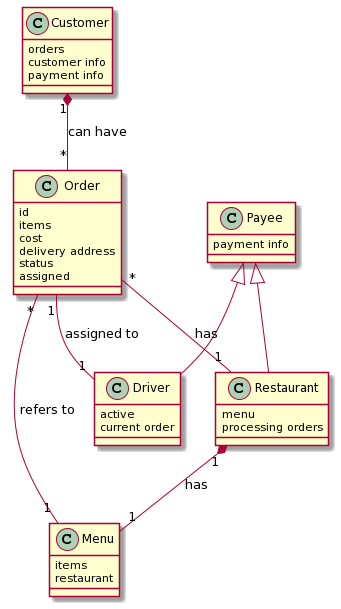 C Customer
orders
customer info
payment info
1
can have
*
C Order
id
items
cost
delivery address
status
assigned
C Payee
payment info
*
1
*
assigned to
has
1
1
C Driver
active
current order
C Restaurant
menu
processing orders
refers to
1
has
1
1
C Menu
items
restaurant